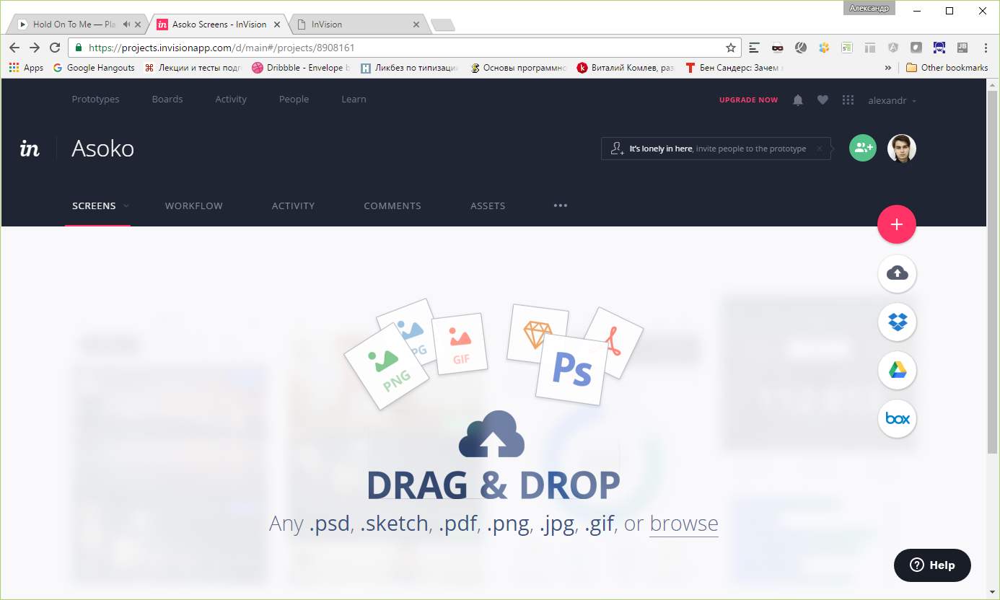 Александр
Hold On To Me — Pla
Asoko Screens - InVision
InVision
https://projects.invisionapp.com/d/main#/projects/8908161
Apps
Google Hangouts
Лекции и тесты подг
Dribbble - Envelope b
Ликбез по типизаци
Основы программно
Виталий Комлев, раз
Бен Сандерс: Зачем
Other bookmarks
Prototypes
Boards
Activity
People
Learn
UPGRADE NOW
alexandr
in
Asoko
It's lonely in here, invite people to the prototype
SCREENS
WORKFLOW
ACTIVITY
COMMENTS
ASSETS
PNG
PG
GIF
Ps
box
DRAG & DROP
Any .psd, .sketch, .pdf, .png, .jpg, .gif, or browse
Help